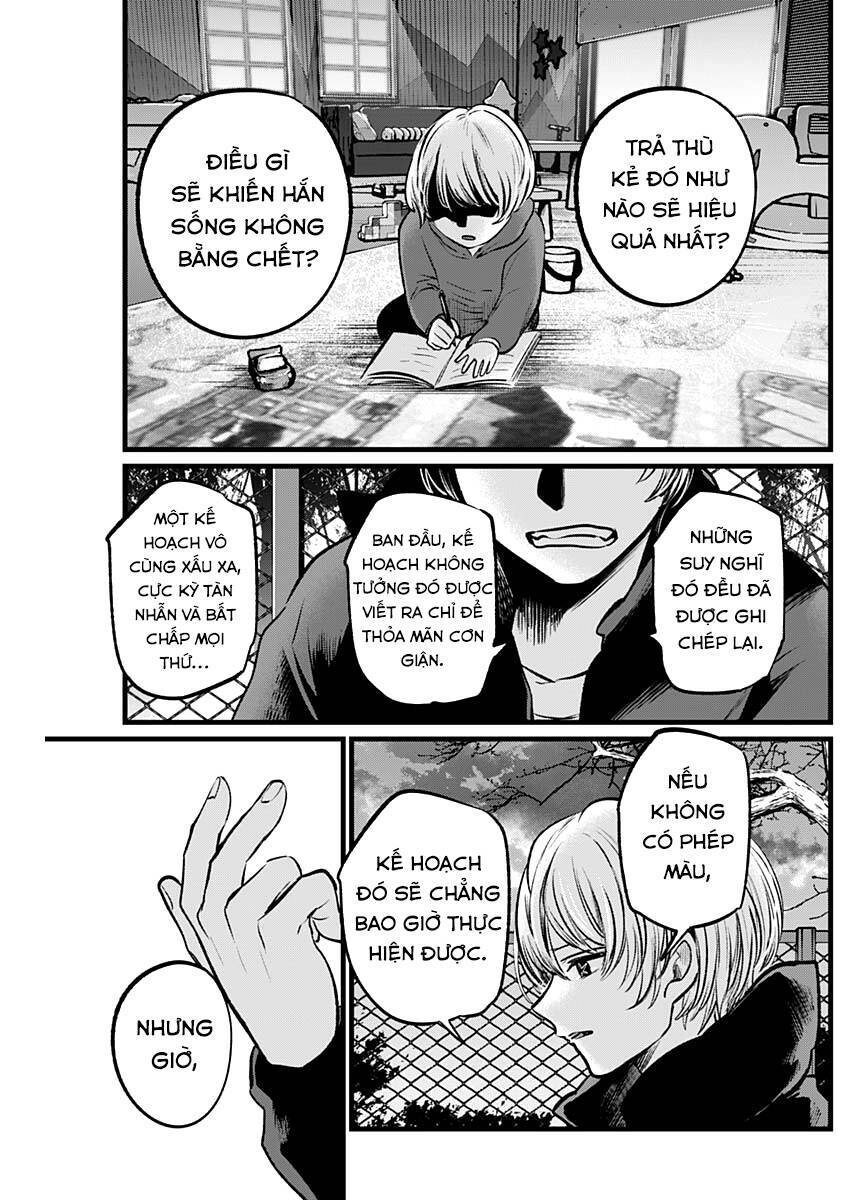 TRẢ THÙ
KẺ ĐÓ NHƯ
NÀO SẼ HIỆU
QUẢ NHẤT?
ĐIỀU GÌ
SẼ KHIẾN HẮN
SỐNG KHÔNG
BẰNG CHẾT?
NHỮNG
SUY NGHĨ
ĐÓ ĐỀU ĐÃ
ĐƯỢC GHI
CHÉP LẠI.
BAN ĐẦU, KẾ
HOẠCH KHÔNG
TƯỞNG ĐÓ ĐƯỢC
VIẾT RA CHỈ ĐỂ
THỎA MÃN CƠN
GIẬN.
MỘT KẾ
HOẠCH VÔ
CÙNG XẤU XA,
CỰC KỲ TÀN
NHẪN VÀ BẤT
CHẤP MỌI
THỨ...
NẾU
KHÔNG
CÓ PHÉP
MÀU,
KẾ HOẠCH
ĐÓ SẼ CHẲNG
BAO GIỜ THỰC
HIỆN ĐƯỢC.
NHƯNG
GIỜ,